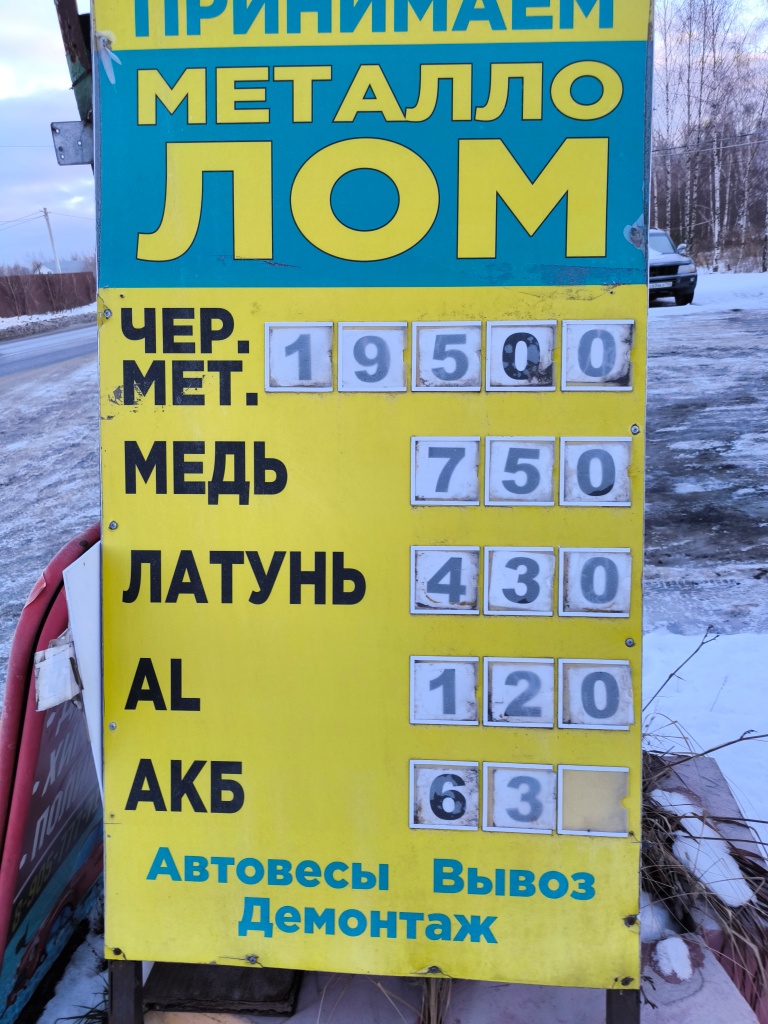 ПРИНИМАЕМ
МЕТАЛЛО
ЛОМ
ЧЕР. МЕТ. 19500
МЕДЬ 750
ЛАТУНЬ 430
AL 120
АКБ 63
Автовесы Вывоз
Демонтаж